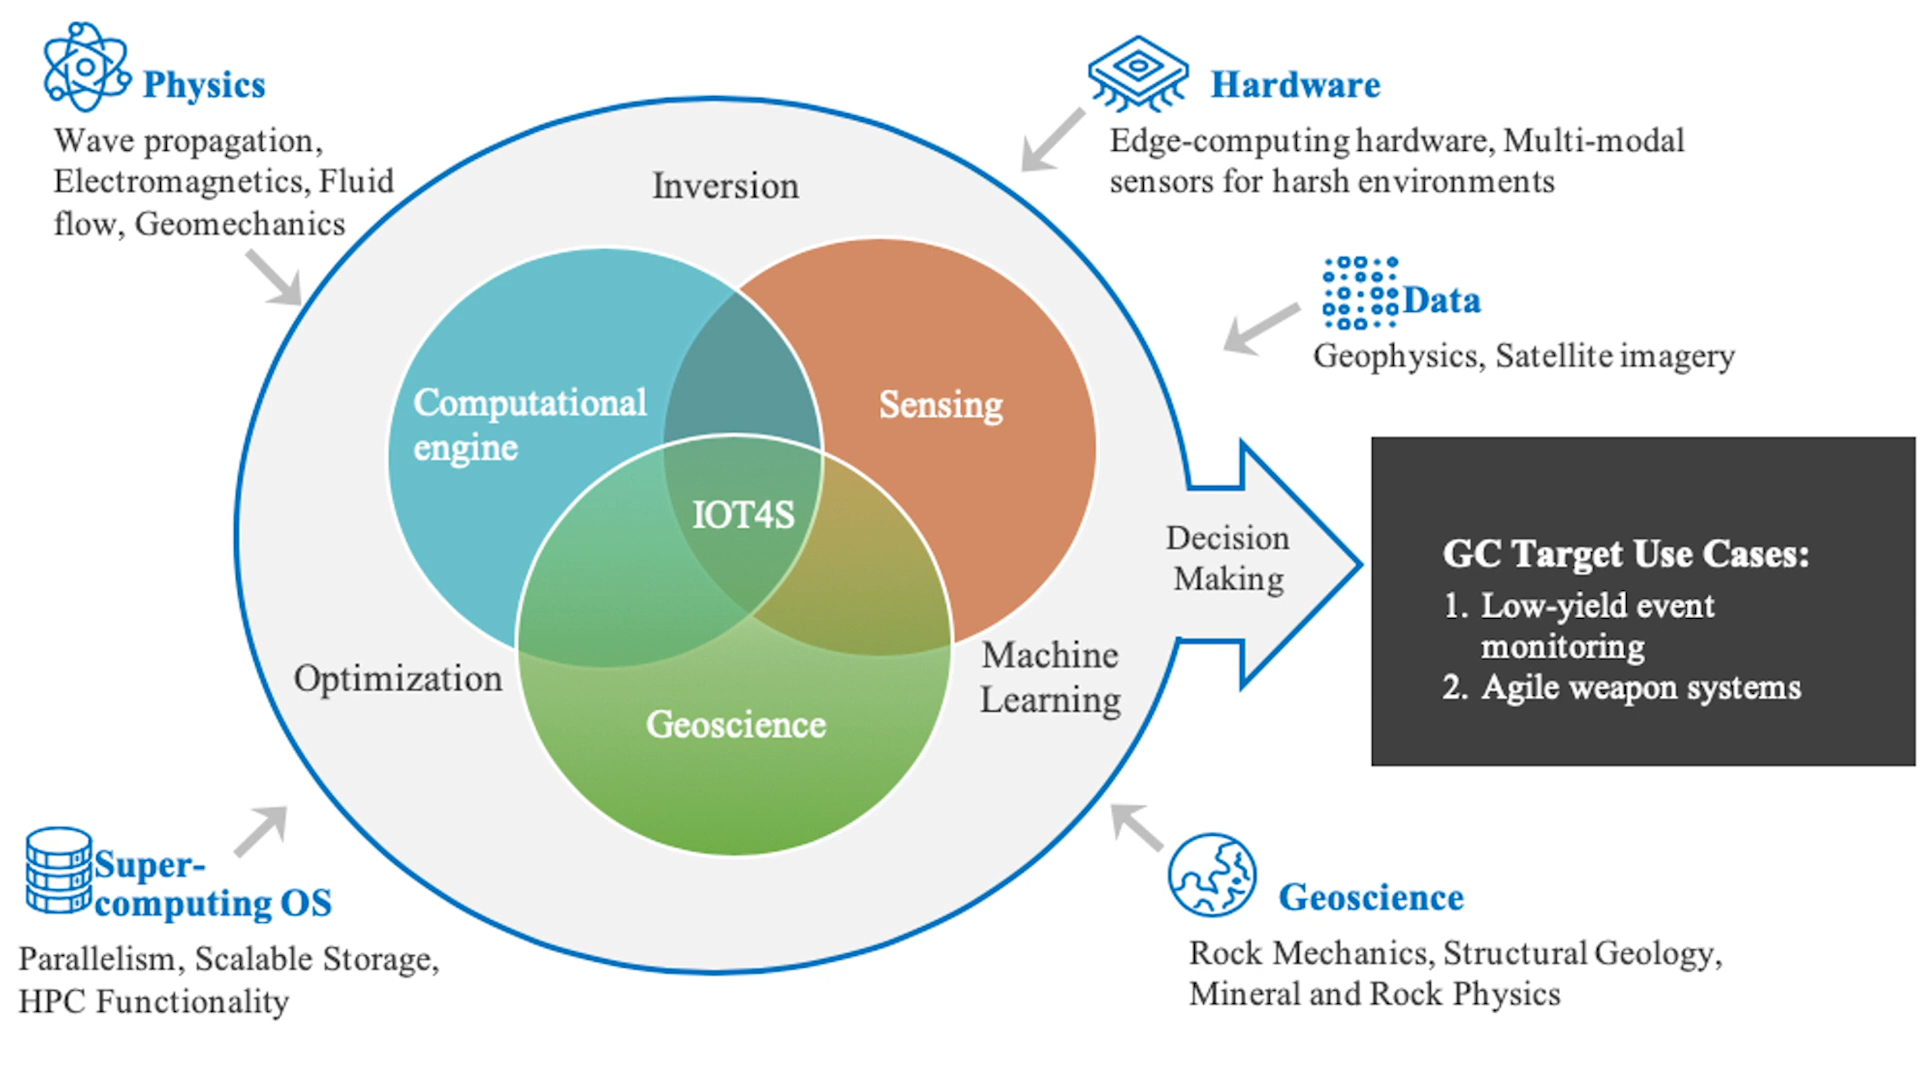 Physics
Wave propagation,
Electromagnetics, Fluid
flow, Geomechanics
Hardware
Edge-computing hardware, Multi-modal
sensors for harsh environments
Inversion
Data
Geophysics, Satellite imagery
Computational
engine
Sensing
IOT4S
Decision
Making
GC Target Use Cases:
1. Low-yield event
monitoring
2. Agile weapon systems
Optimization
Machine
Learning
Geoscience
Super-
computing OS
Parallelism, Scalable Storage,
HPC Functionality
Geoscience
Rock Mechanics, Structural Geology,
Mineral and Rock Physics